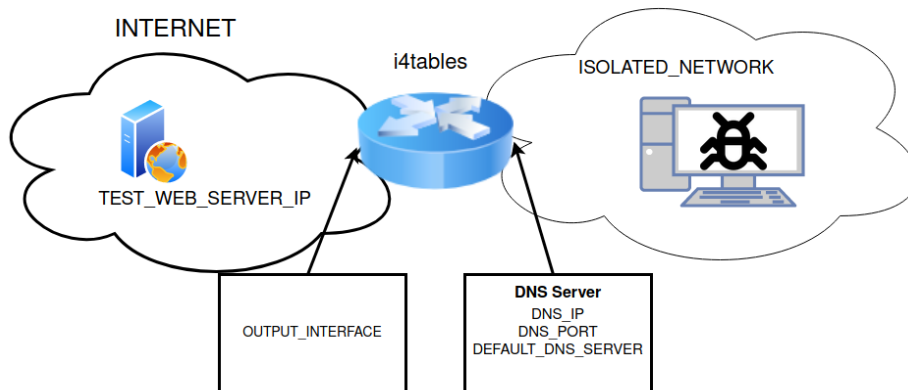 INTERNET
i4tables
ISOLATED_NETWORK
TEST_WEB_SERVER_IP
OUTPUT_INTERFACE
DNS Server
DNS_IP
DNS_PORT
DEFAULT_DNS_SERVER